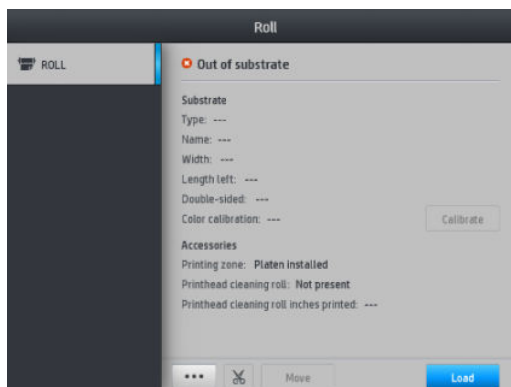 Roll
ROLL
Out of substrate
Substrate
Type: ---
Name: ---
Width: ---
Length left: ---
Double-sided: ---
Color calibration: ---
Calibrate
Accessories
Printing zone: Platen installed
Printhead cleaning roll: Not present
Printhead cleaning roll inches printed: ---
Move
Load